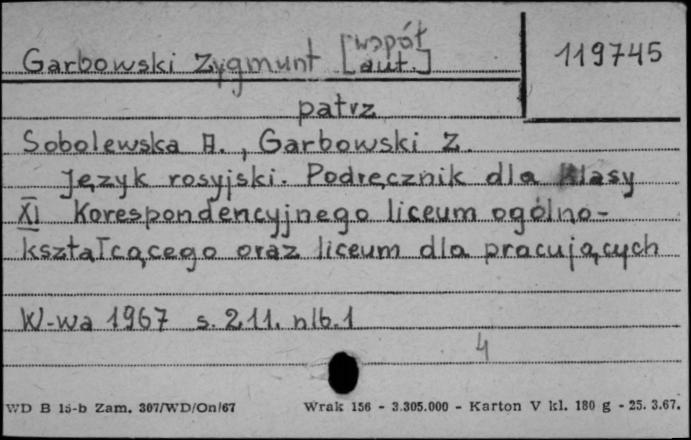 Garbowski Zygmunt [współ
aut.]
119745
patrz
Sobolewska A., Garbowski Z.
Język rosyjski. Podręcznik dla klasy
XI Korespondencyjnego liceum ogólno-
kształcącego oraz liceum dla pracujących
W-wa 1967 s. 211. nlb. 1
4
WD B 15-b Zam. 307/WD/On/67 Wrak 156 - 3.305.000 - Karton V kl. 180 g - 25. 3.67.